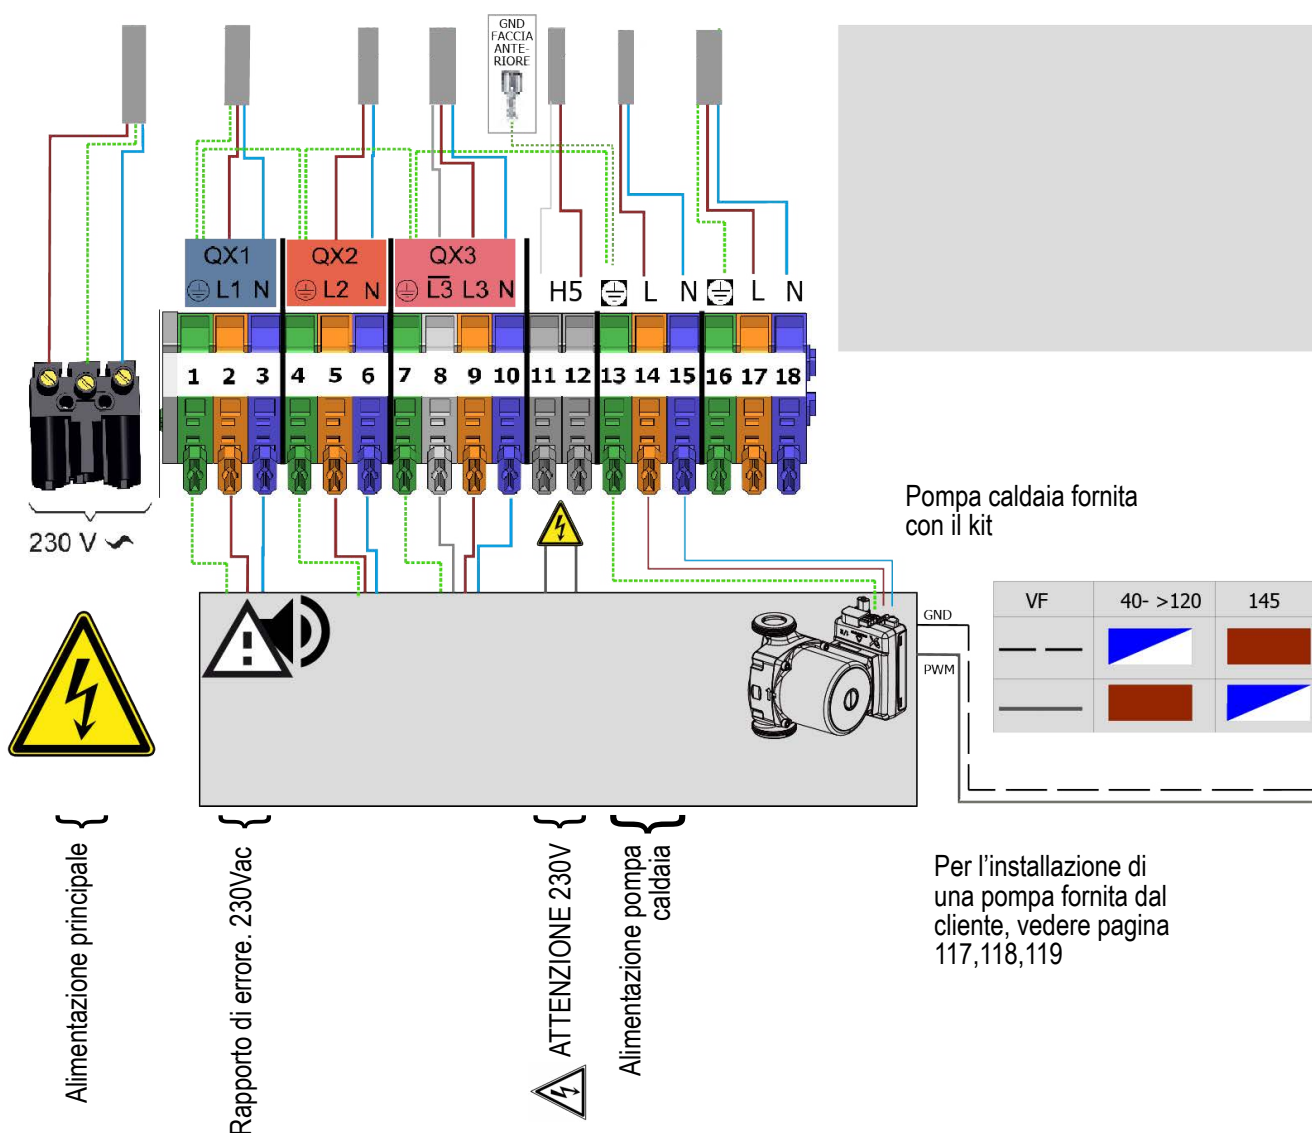 GND
FACCIA
ANTE-
RIORE
QX1
L1 N
QX2
L2 N
QX3
L3 L3 N
H5
L N
L N
1 2 3 4 5 6 7 8 9 10 11 12 13 14 15 16 17 18
230 V
Pompa caldaia fornita
con il kit
GND
PWM
VF 40- >120 145
Alimentazione principale
Rapporto di errore. 230Vac
ATTENZIONE 230V
Alimentazione pompa
caldaia
Per l'installazione di
una pompa fornita dal
cliente, vedere pagina
117,118,119